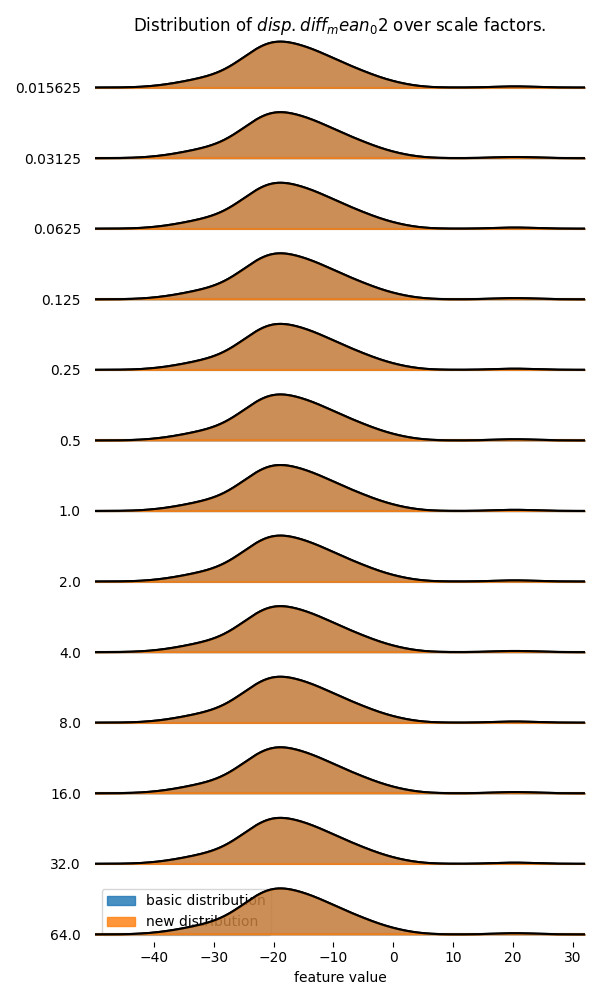 Distribution of disp.diff_mean_02 over scale factors.
0.015625
0.03125
0.0625
0.125
0.25
0.5
1.0
2.0
4.0
8.0
16.0
32.0
basic distribution
new distribution
64.0
−40 −30 −20 −10 0 10 20 30
feature value